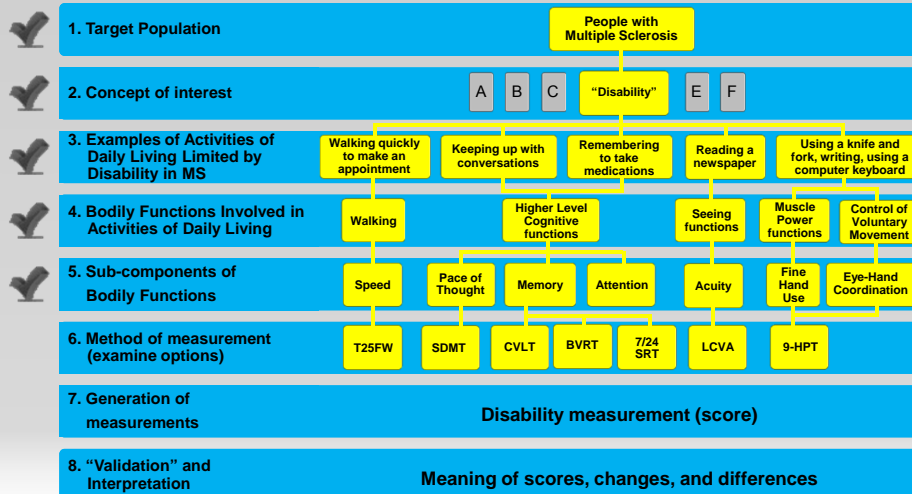 1. Target Population
People with
Multiple Sclerosis
2. Concept of interest
A B C “Disability” E F
3. Examples of Activities of
Daily Living Limited by
Disability in MS
Walking quickly
to make an
appointment
Keeping up with
conversations
Remembering
to take
medications
Reading a
newspaper
Using a knife and
fork, writing, using a
computer keyboard
4. Bodily Functions Involved in
Activities of Daily Living
Walking
Higher Level
Cognitive
functions
Seeing
functions
Muscle
Power
functions
Control of
Voluntary
Movement
5. Sub-components of
Bodily Functions
Speed
Pace of
Thought
Memory
Attention
Acuity
Fine
Hand
Use
Eye-Hand
Coordination
6. Method of measurement
(examine options)
T25FW
SDMT
CVLT
BVRT
7/24
SRT
LCVA
9-HPT
7. Generation of
measurements
Disability measurement (score)
8. “Validation” and
Interpretation
Meaning of scores, changes, and differences